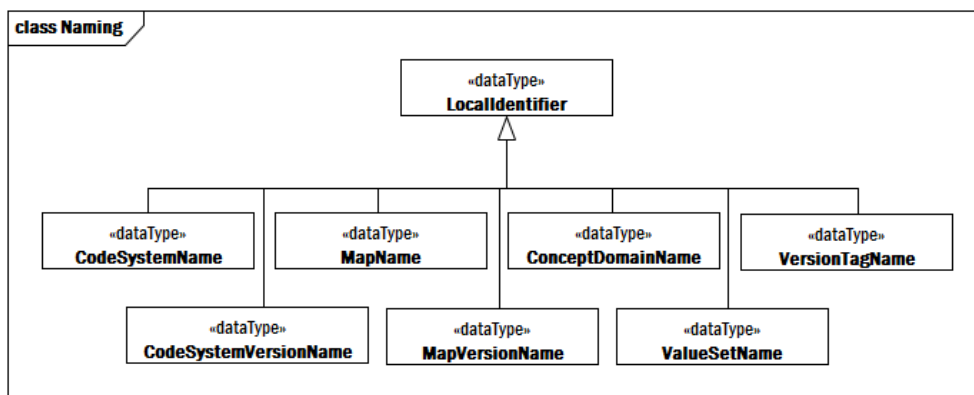 class Naming
«dataType»
LocalIdentifier
«dataType»
CodeSystemName
«dataType»
MapName
«dataType»
ConceptDomainName
«dataType»
VersionTagName
«dataType»
CodeSystemVersionName
«dataType»
MapVersionName
«dataType»
ValueSetName